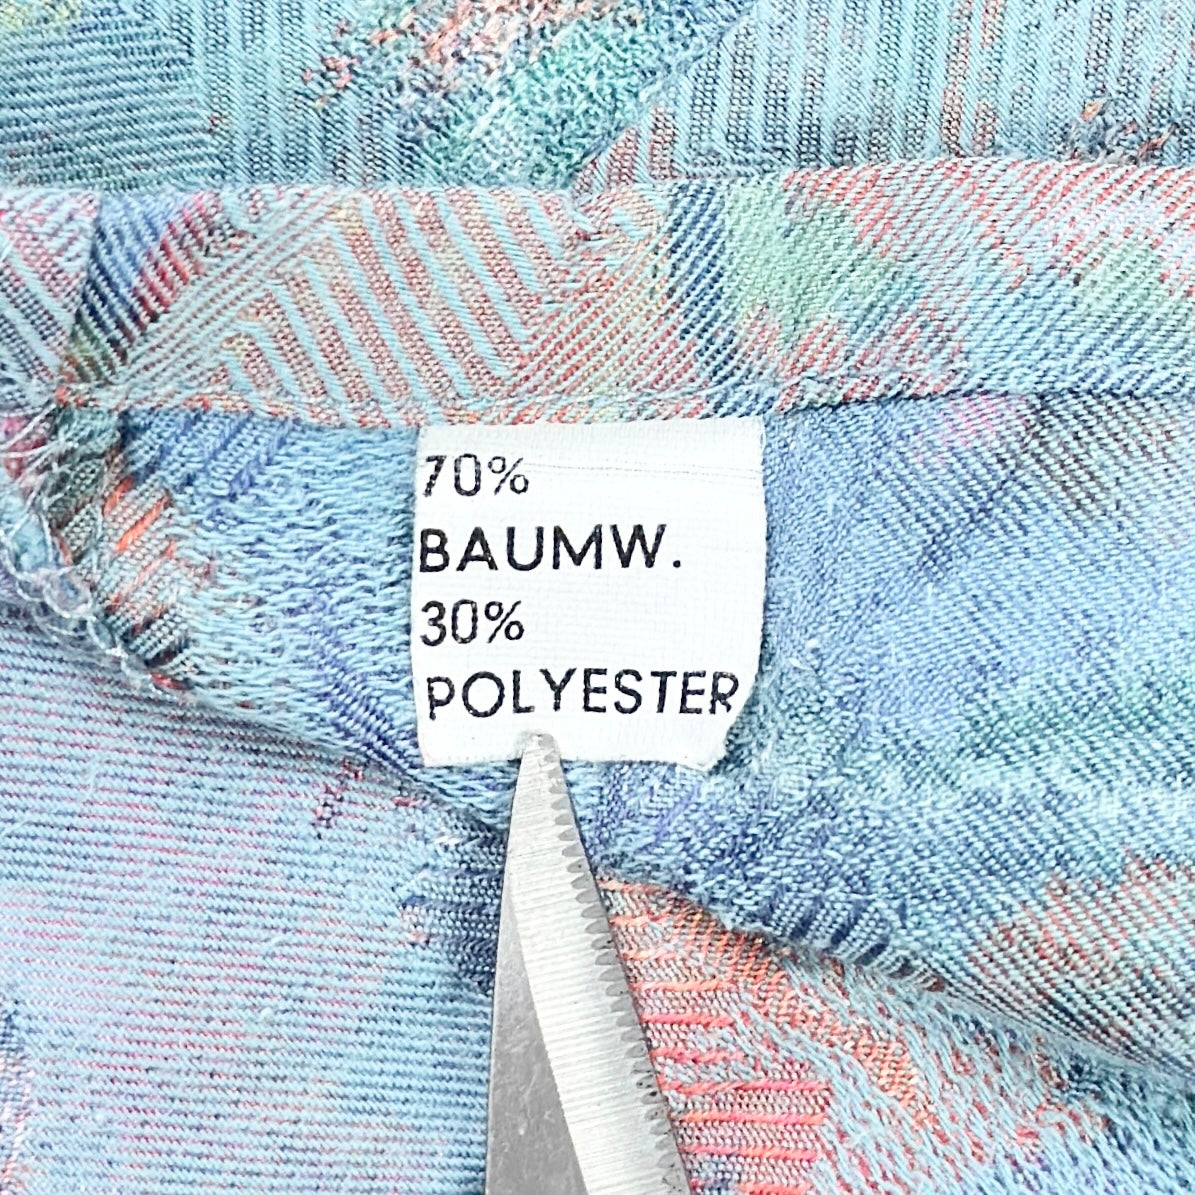 70%
BAUMW.
30%
POLYESTER